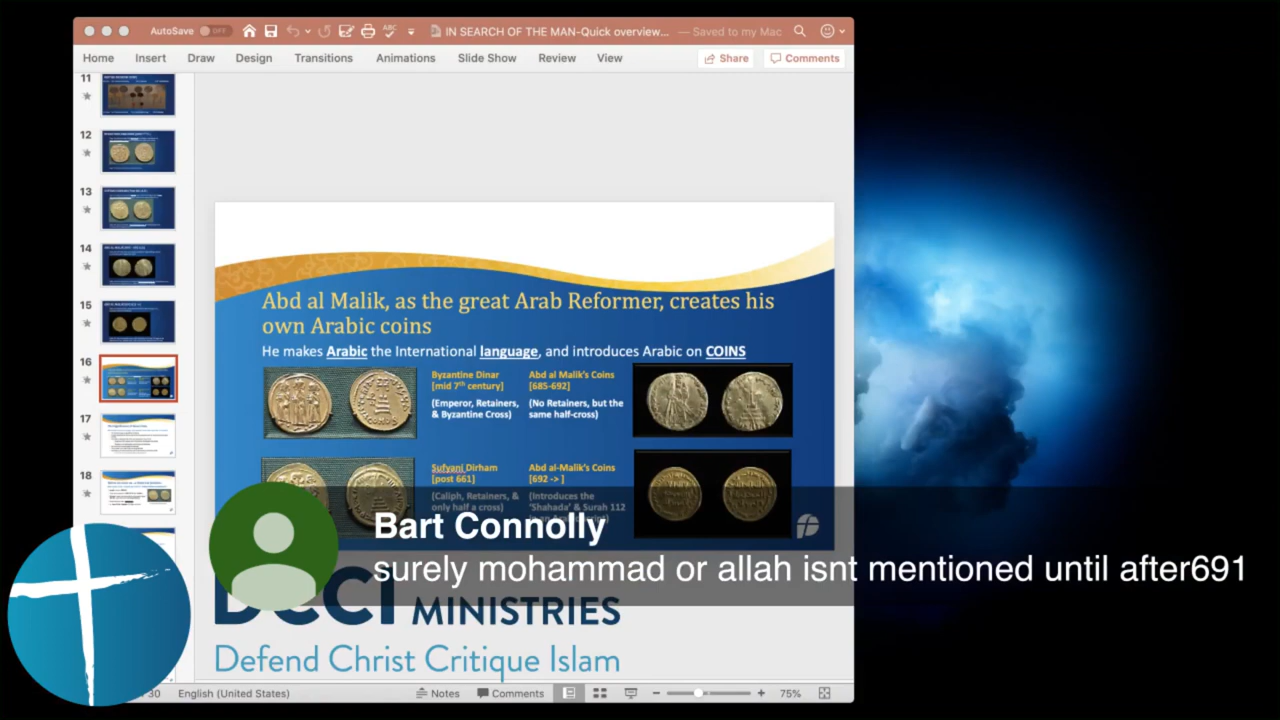 AutoSave OFF ABC IN SEARCH OF THE MAN-Quick overview... — Saved to my Mac
Home Insert Draw Design Transitions Animations Slide Show Review View Share Comments
11
12
13
14
15
16
17
18
Abd al Malik, as the great Arab Reformer, creates his
own Arabic coins
He makes Arabic the International language, and introduces Arabic on COINS
Byzantine Dinar
[mid 7th century]
(Emperor, Retainers,
& Byzantine Cross)
Abd al Malik's Coins
[685-692]
(No Retainers, but the
same half-cross)
Sufyani Dirham
[post 661]
(Caliph, Retainers, &
only half a cross)
Abd al-Malik's Coins
[692 -> ]
(Introduces the
'Shahada' & Surah 112
Bart Connolly
surely mohammad or allah isnt mentioned until after691
DCCI MINISTRIES
Defend Christ Critique Islam
30 English (United States) Notes Comments 75%